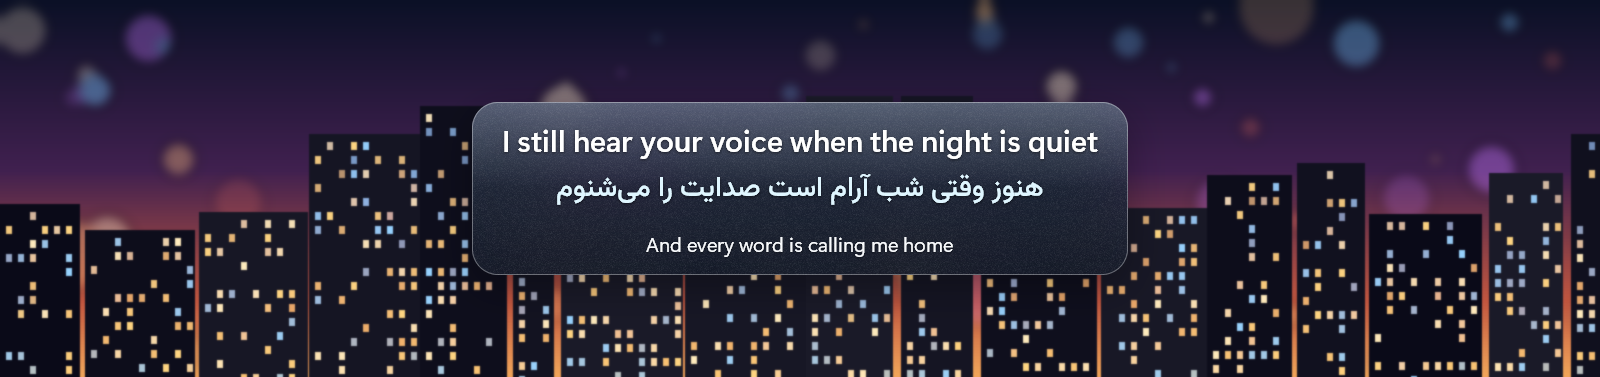 I still hear your voice when the night is quiet
هنوز وقتی شب آرام است صدایت را می‌شنوم
And every word is calling me home